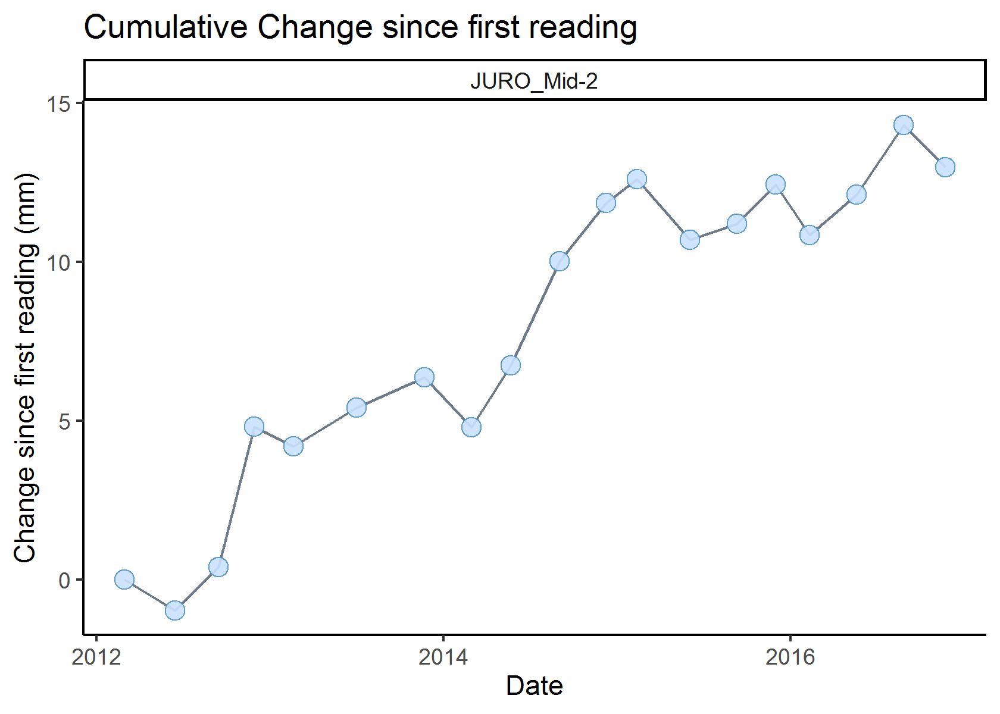 Cumulative Change since first reading
JURO_Mid-2
Change since first reading (mm)
15
10
5
0
2012 2014 2016
Date